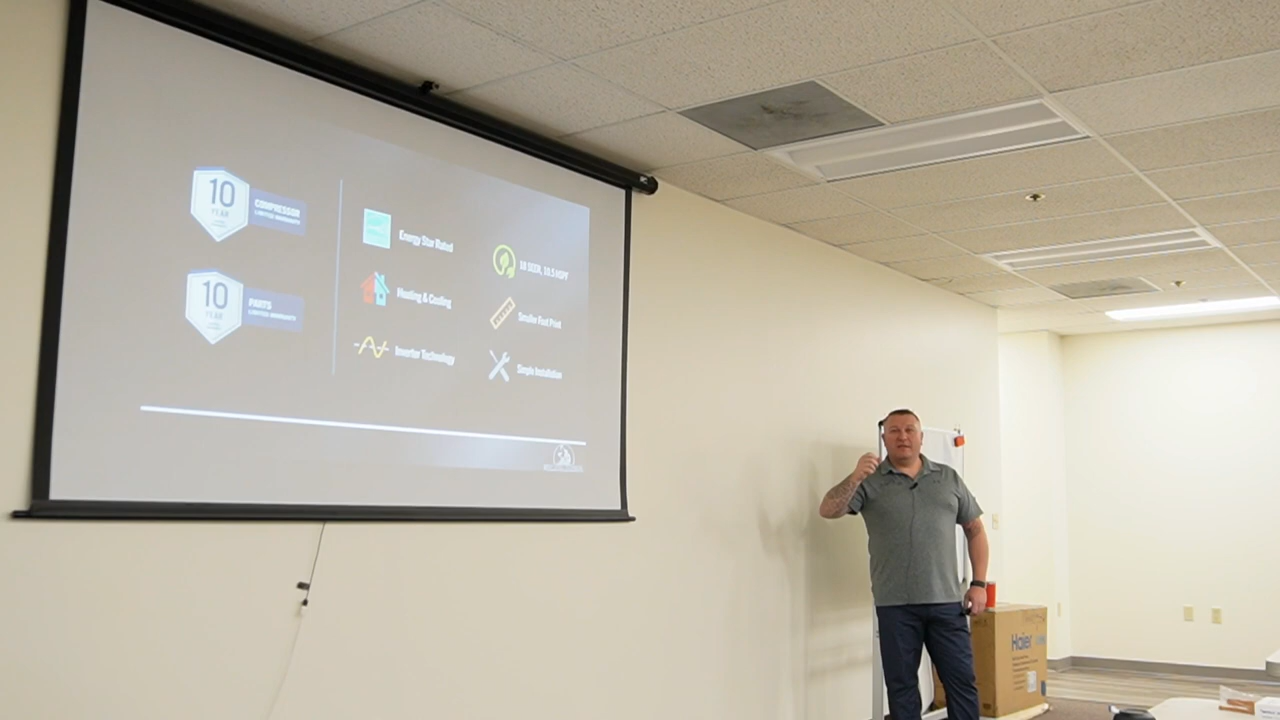 10
YEAR
COMPRESSOR
LIMITED WARRANTY
10
YEAR
PARTS
LIMITED WARRANTY
Energy Star Rated
Heating & Cooling
Inverter Technology
18 SEER, 10.5 HSPF
Smaller Foot Print
Simple Installation
Haier